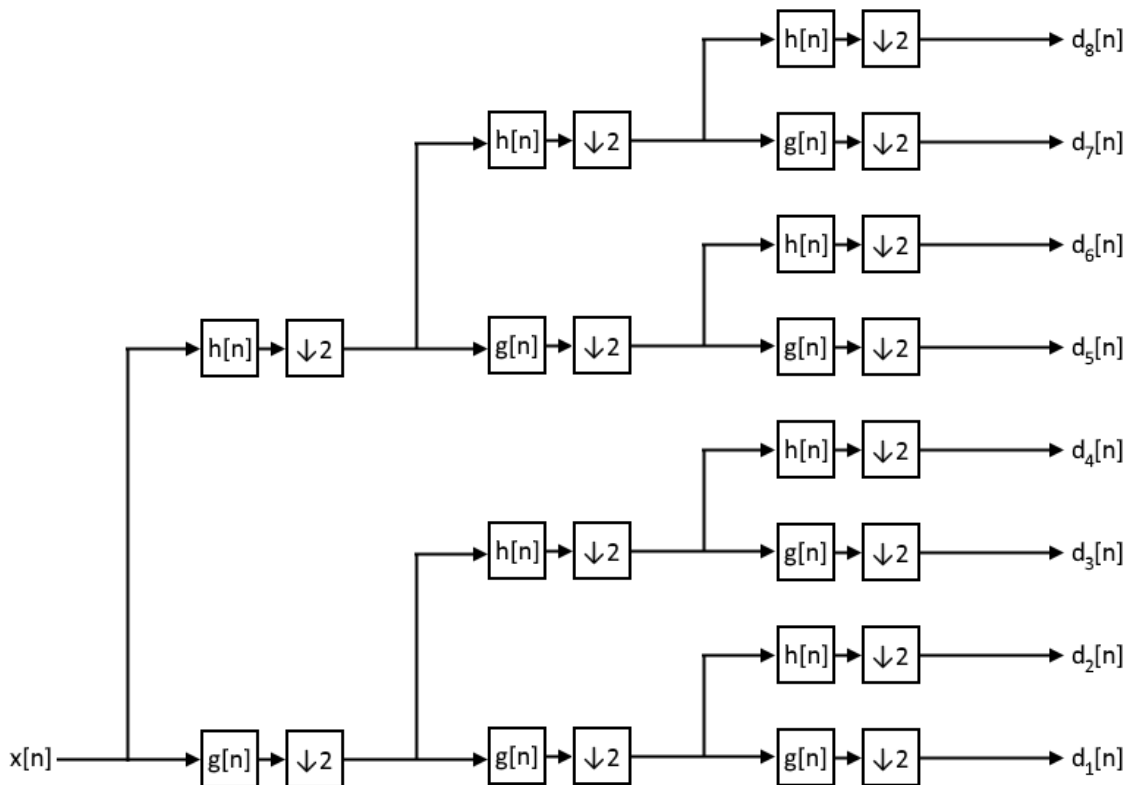 h[n] ↓2 d8[n]
h[n] ↓2 g[n] ↓2 d7[n]
h[n] ↓2 d6[n]
h[n] ↓2 g[n] ↓2 g[n] ↓2 d5[n]
h[n] ↓2 d4[n]
h[n] ↓2 g[n] ↓2 d3[n]
h[n] ↓2 d2[n]
x[n] g[n] ↓2 g[n] ↓2 g[n] ↓2 d1[n]